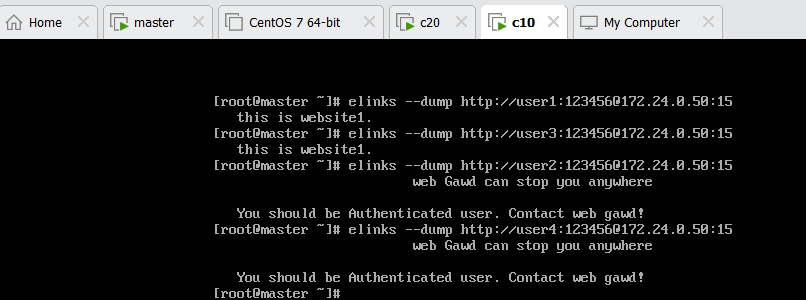 Home master CentOS 7 64-bit c20 c10 My Computer
[root@master ~]# elinks --dump http://user1:123456@172.24.0.50:15
this is website1.
[root@master ~]# elinks --dump http://user3:123456@172.24.0.50:15
this is website1.
[root@master ~]# elinks --dump http://user2:123456@172.24.0.50:15
web Gawd can stop you anywhere
You should be Authenticated user. Contact web gawd!
[root@master ~]# elinks --dump http://user4:123456@172.24.0.50:15
web Gawd can stop you anywhere
You should be Authenticated user. Contact web gawd!
[root@master ~]#